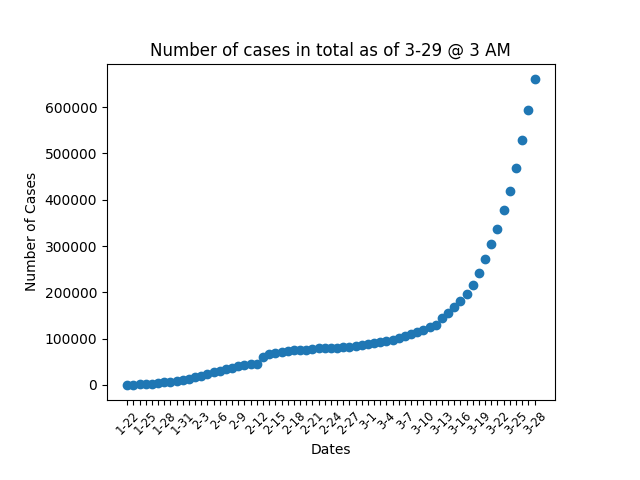 Number of cases in total as of 3-29 @ 3 AM
Number of Cases
600000
500000
400000
300000
200000
100000
0
1-22 1-25 1-28 1-31 2-3 2-6 2-9 2-12 2-15 2-18 2-21 2-24 2-27 3-1 3-4 3-7 3-10 3-13 3-16 3-19 3-22 3-25 3-28
Dates